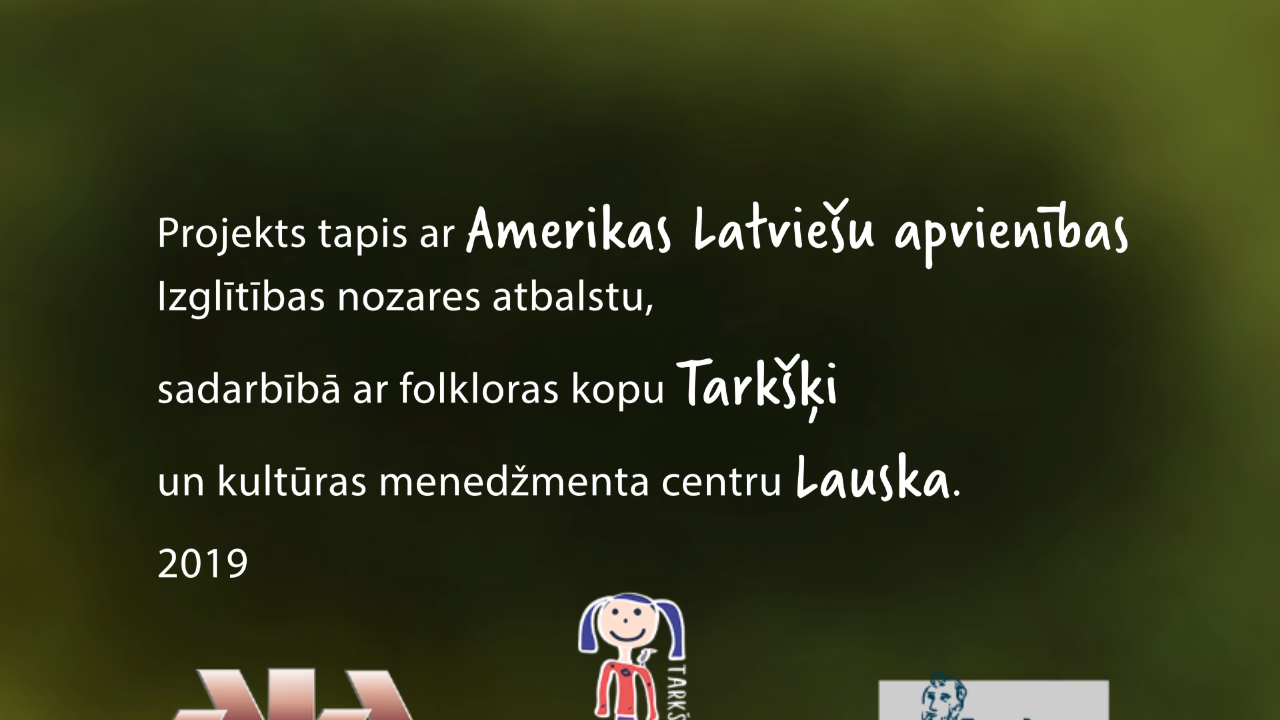 Projekts tapis ar Amerikas Latviešu apvienības
Izglītības nozares atbalstu,
sadarbībā ar folkloras kopu Tarkšķi
un kultūras menedžmenta centru Lauska.
2019